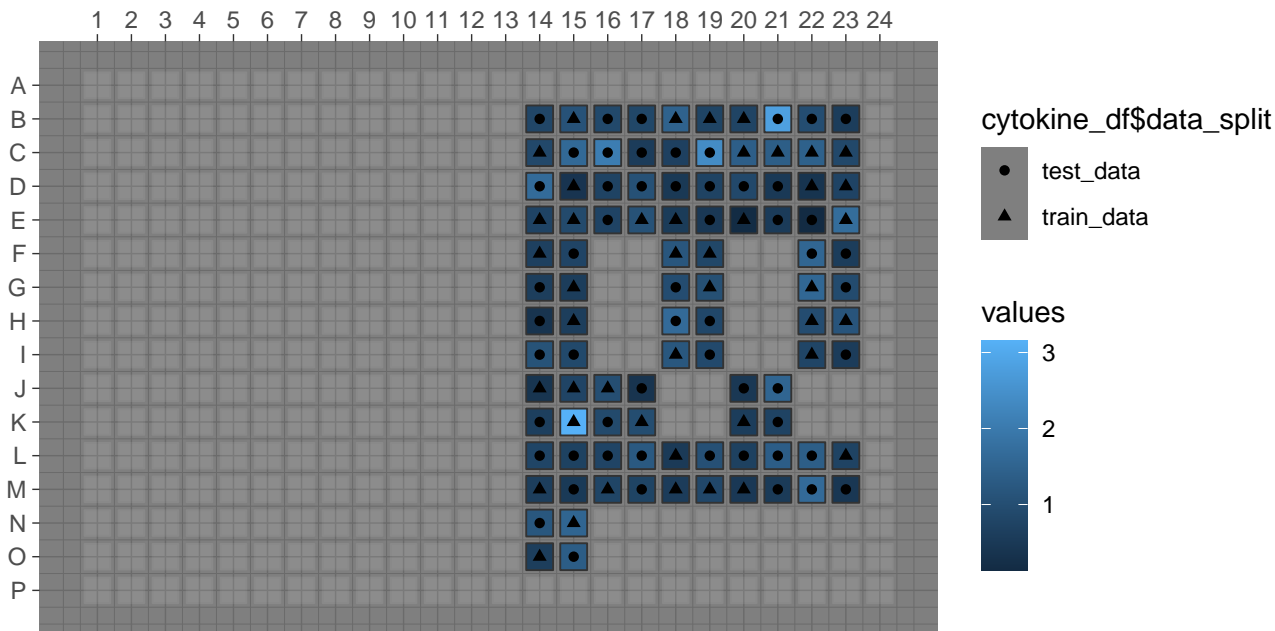 1 2 3 4 5 6 7 8 9 10 11 12 13 14 15 16 17 18 19 20 21 22 23 24
A
B
C
D
E
F
G
H
I
J
K
L
M
N
O
P
cytokine_df$data_split
test_data
train_data
values
3
2
1